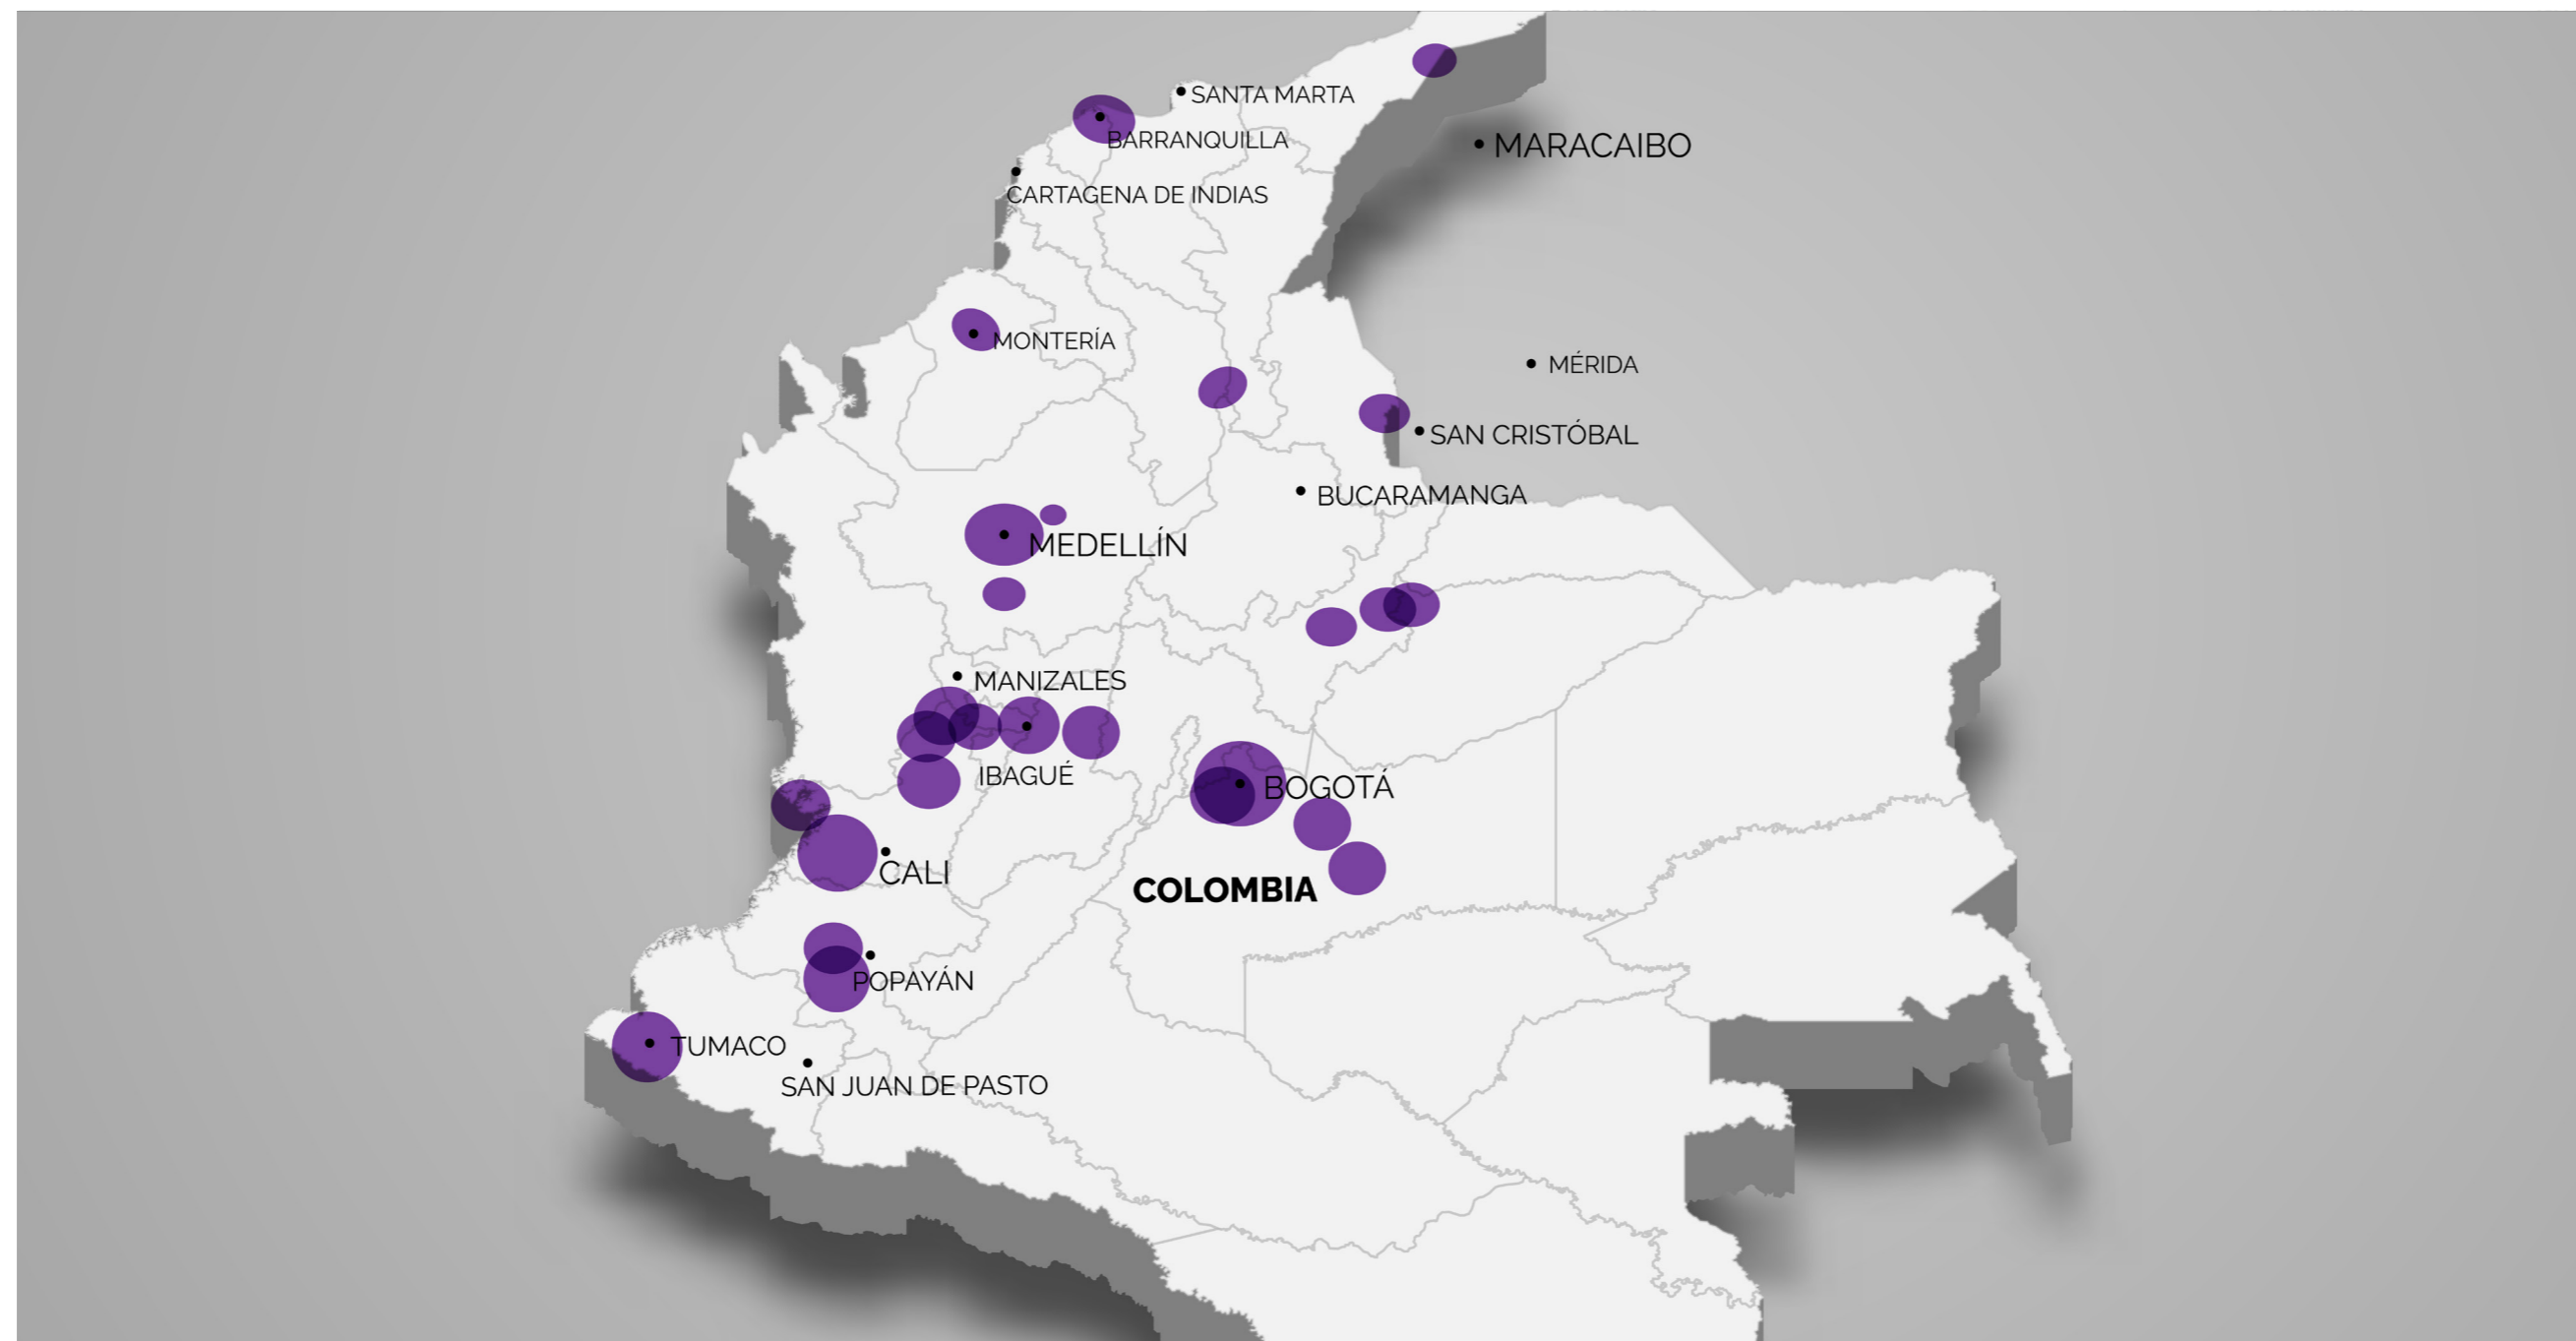 SANTA MARTA
BARRANQUILLA
MARACAIBO
CARTAGENA DE INDIAS
MONTERÍA
MÉRIDA
SAN CRISTÓBAL
BUCARAMANGA
MEDELLÍN
MANIZALES
IBAGUÉ
BOGOTÁ
CALI
COLOMBIA
POPAYÁN
TUMACO
SAN JUAN DE PASTO